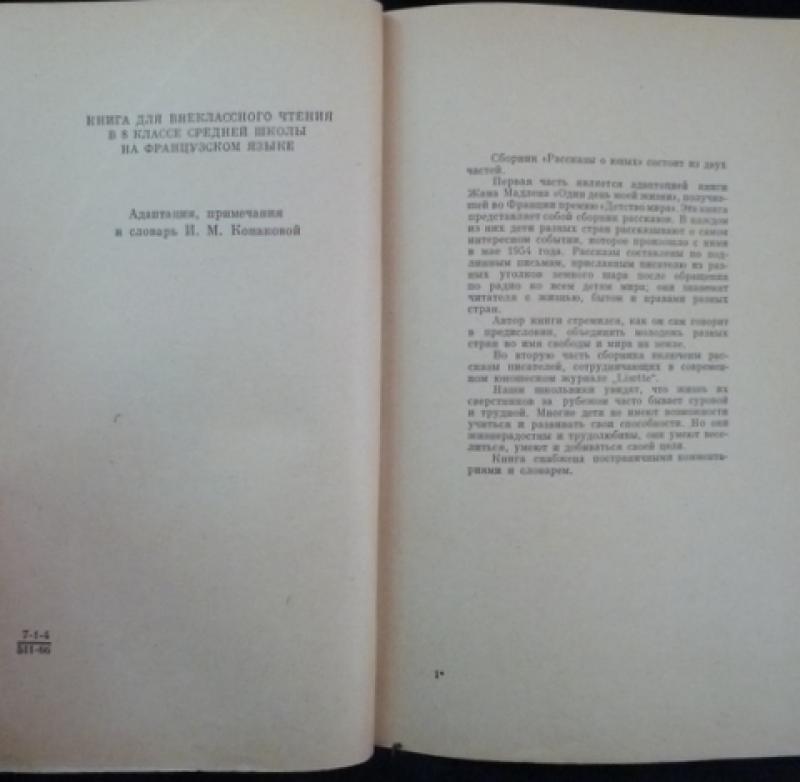 КНИГА ДЛЯ ВНЕКЛАССНОГО ЧТЕНИЯ
В 8 КЛАССЕ СРЕДНЕЙ ШКОЛЫ
НА ФРАНЦУЗСКОМ ЯЗЫКЕ
Адаптация, примечания
и словарь И. М. Конаковой
7-1-4
511-66
Сборник «Рассказы о юных» состоит из двух
частей.
Первая часть является адаптацией книги
Жана Мадлена «Один день моей жизни», получив-
шей во Франции премию «Детство мира». Эта книга
представляет собой сборник рассказов. В каждом
из них дети разных стран рассказывают о самом
интересном событии, которое произошло с ними
в мае 1954 года. Рассказы составлены по под-
линным письмам, присланным писателю из раз-
ных уголков земного шара после обращения
по радио ко всем детям мира; они знакомят
читателя с жизнью, бытом и нравами разных
стран.
Автор книги стремился, как он сам говорит
в предисловии, объединить молодежь разных
стран во имя свободы и мира на земле.
Во вторую часть сборника включены рас-
сказы писателей, сотрудничающих в современ-
ном юношеском журнале „Lisette“.
Наши школьники увидят, что жизнь их
сверстников за рубежом часто бывает суровой
и трудной. Многие дети не имеют возможности
учиться и развивать свои способности. Но они
жизнерадостны и трудолюбивы, они умеют весе-
литься, умеют и добиваться своей цели.
Книга снабжена постраничными коммента-
риями и словарем.
1*